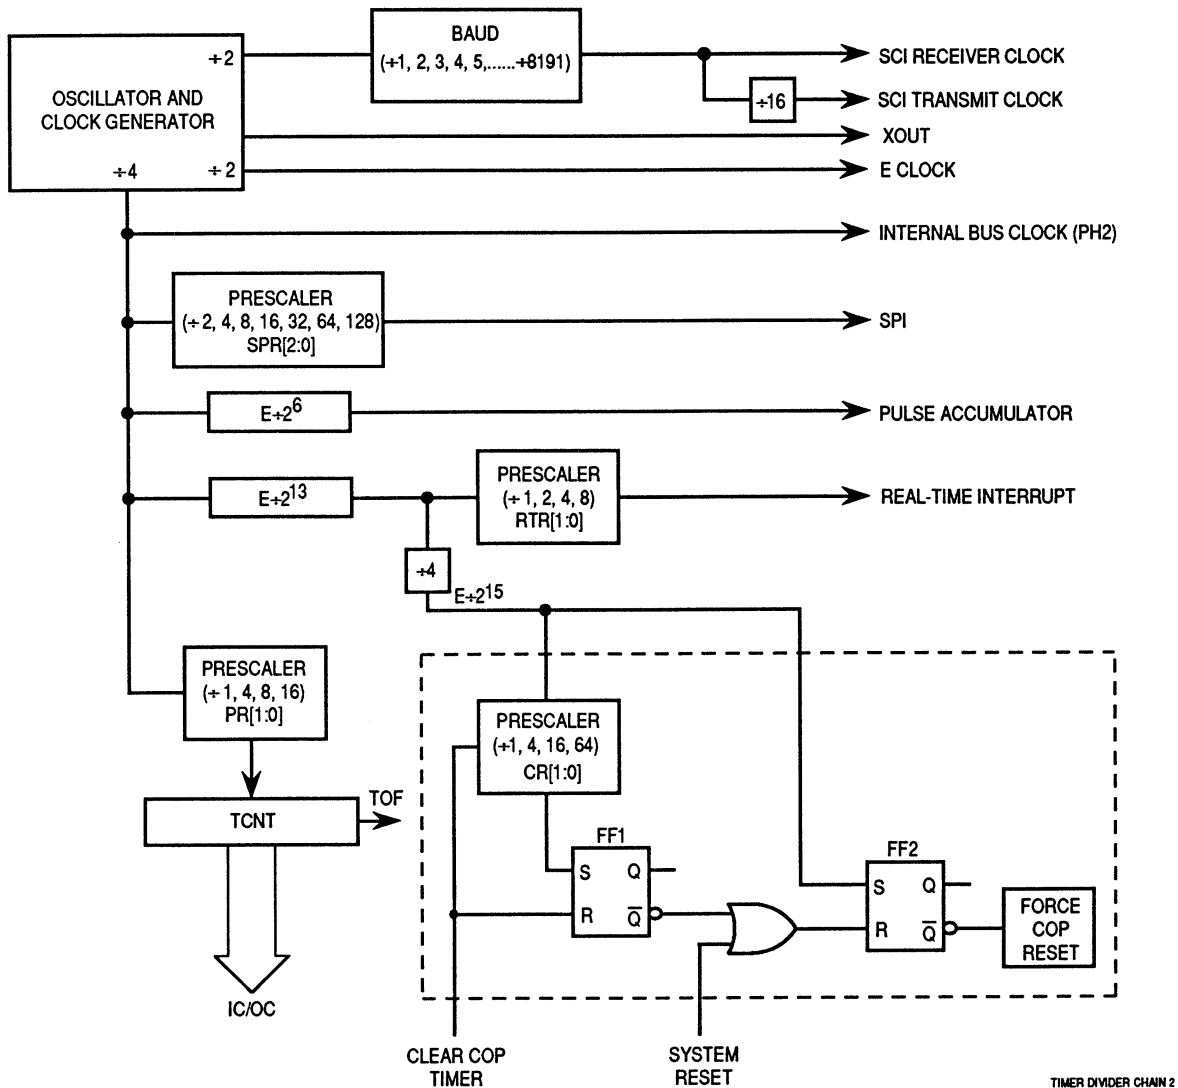 OSCILLATOR AND
CLOCK GENERATOR
÷2
÷4
÷2
BAUD
(÷1, 2, 3, 4, 5,......÷8191)
÷16
SCI RECEIVER CLOCK
SCI TRANSMIT CLOCK
XOUT
E CLOCK
INTERNAL BUS CLOCK (PH2)
PRESCALER
(÷ 2, 4, 8, 16, 32, 64, 128)
SPR[2:0]
SPI
E÷2⁶
PULSE ACCUMULATOR
E÷2¹³
PRESCALER
(÷ 1, 2, 4, 8)
RTR[1:0]
REAL-TIME INTERRUPT
÷4
E÷2¹⁵
PRESCALER
(÷ 1, 4, 8, 16)
PR[1:0]
TCNT
TOF
IC/OC
PRESCALER
(÷1, 4, 16, 64)
CR[1:0]
FF1
S Q
R Q̅
FF2
S Q
R Q̅
FORCE
COP
RESET
CLEAR COP
TIMER
SYSTEM
RESET
TIMER DIVIDER CHAIN 2